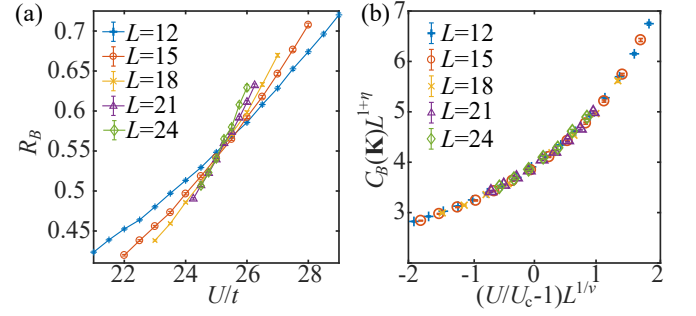 (a)
0.7
0.65
0.6
0.55
0.5
0.45
R_B
L=12
L=15
L=18
L=21
L=24
22 24 26 28
U/t
(b)
7
6
5
4
3
2
C_B(K)L^{1+η}
L=12
L=15
L=18
L=21
L=24
-2 -1 0 1 2
(U/U_c-1)L^{1/ν}